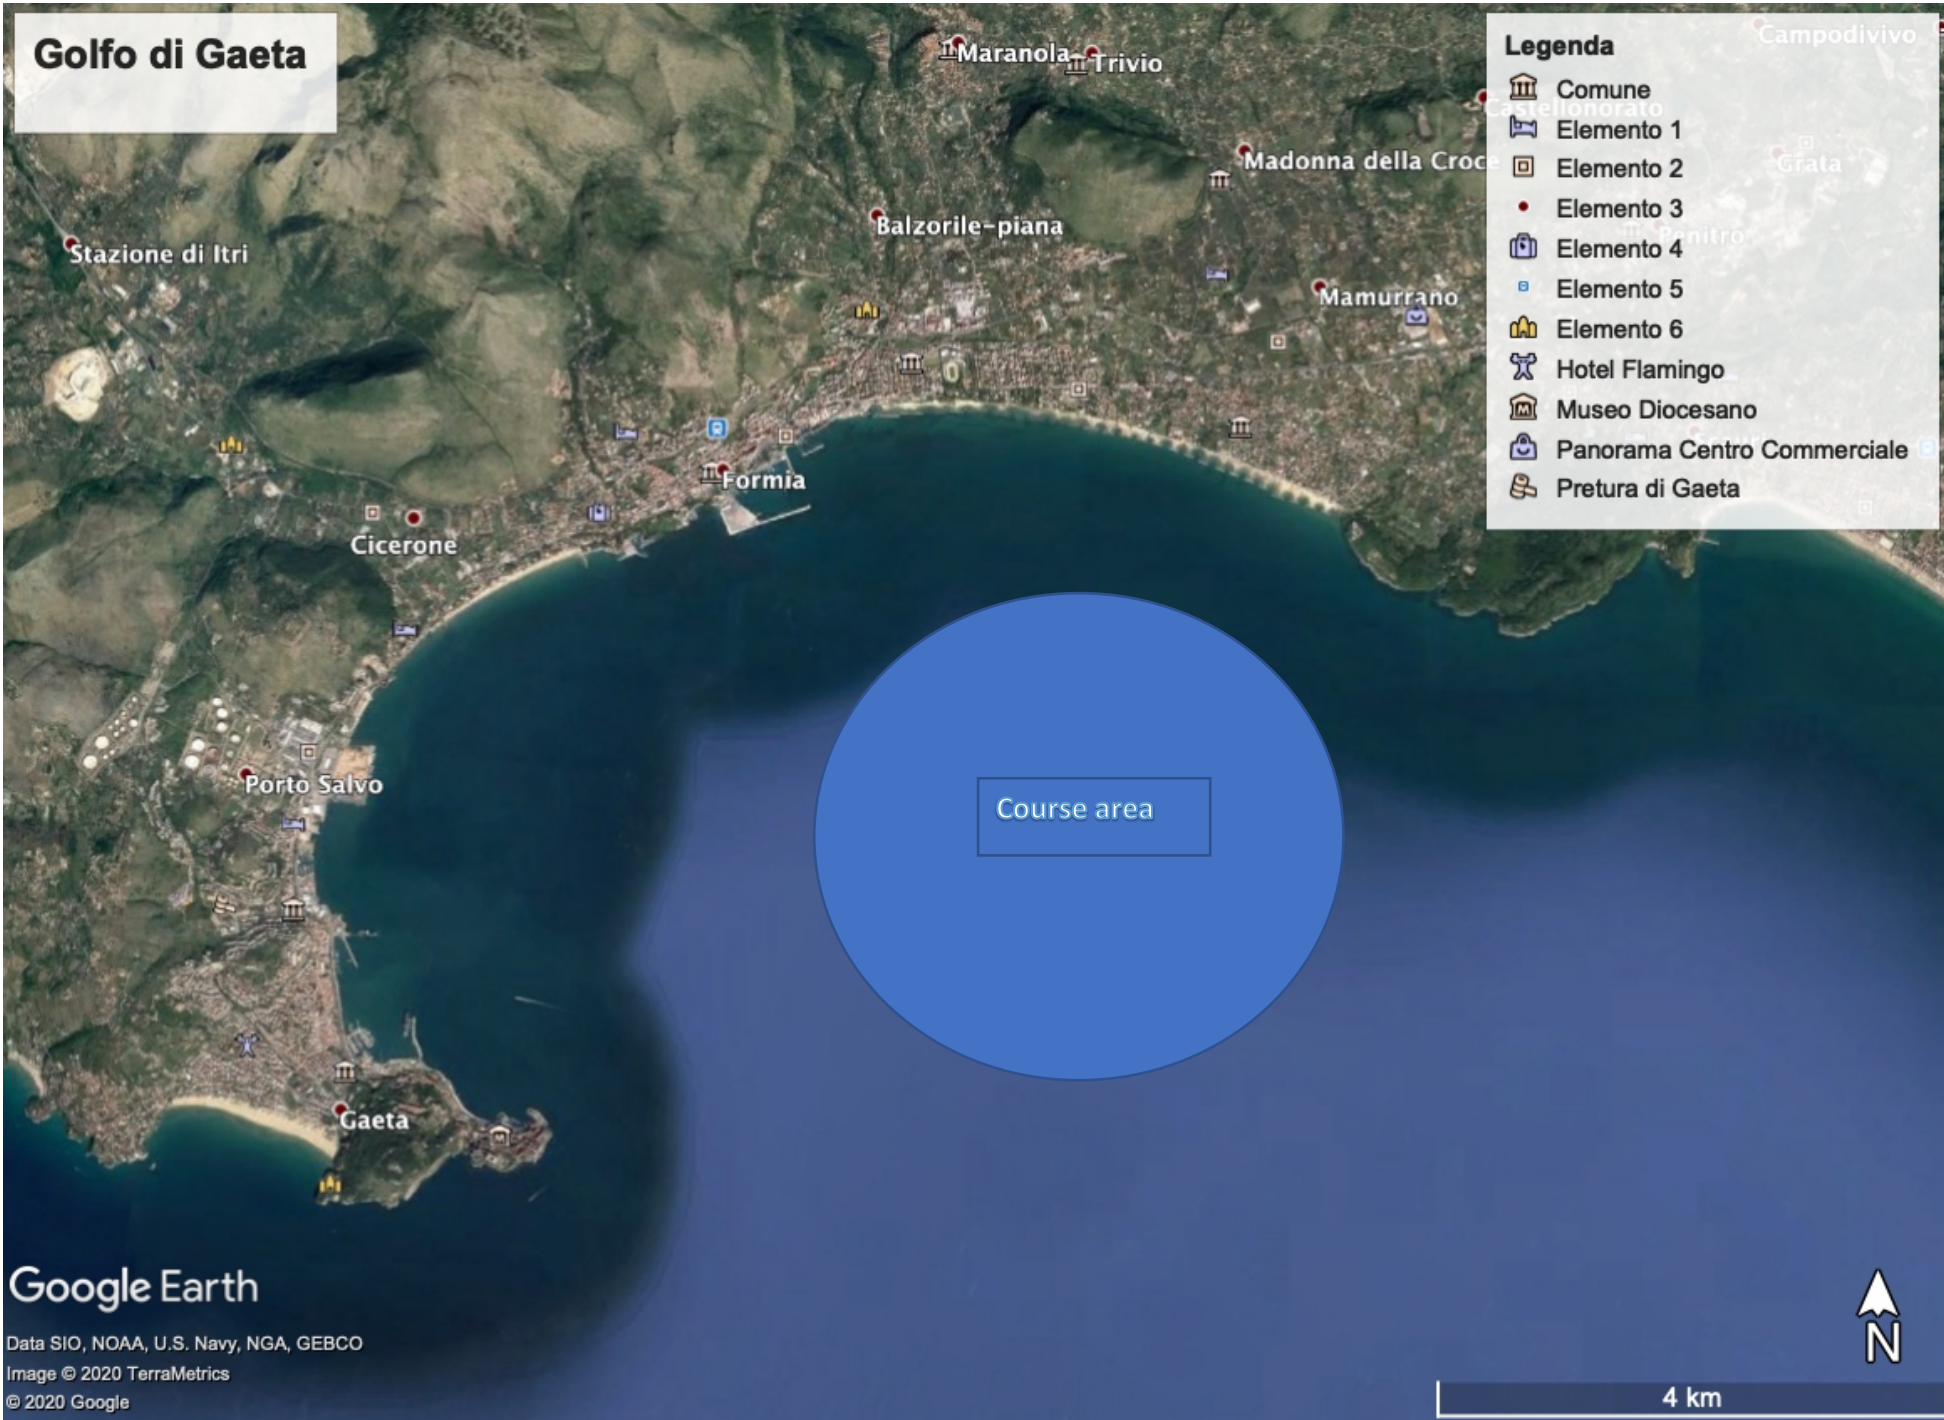 Golfo di Gaeta
Maranola
Trivio
Campodivivo
Legenda
Comune
Castellonorato
Elemento 1
Madonna della Croce
Elemento 2
Grata
Elemento 3
Balzorile-piana
Penitro
Stazione di Itri
Elemento 4
Mamurrano
Elemento 5
Elemento 6
Hotel Flamingo
Museo Diocesano
Panorama Centro Commerciale
Formia
Pretura di Gaeta
Cicerone
Porto Salvo
Course area
Gaeta
Google Earth
N
Data SIO, NOAA, U.S. Navy, NGA, GEBCO
Image © 2020 TerraMetrics
© 2020 Google
4 km